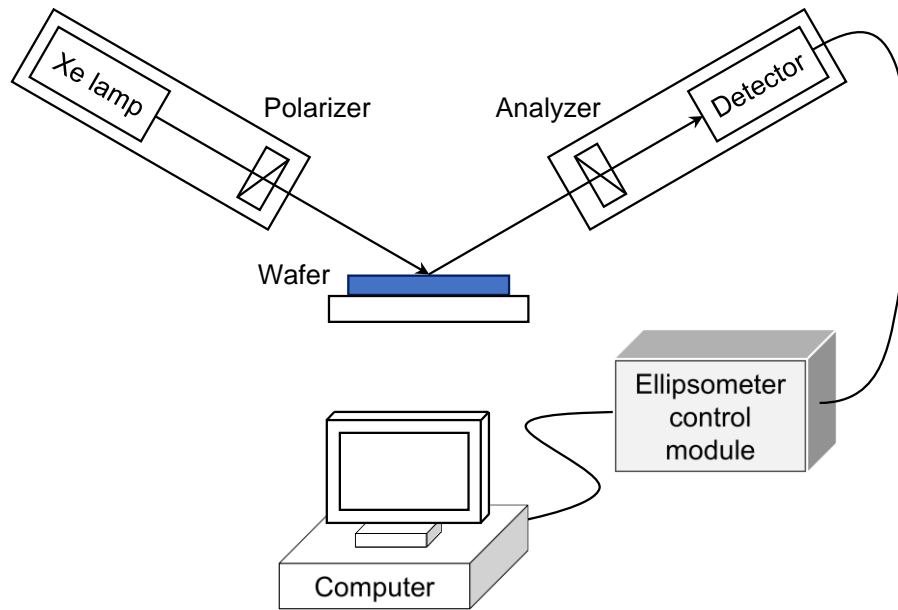 Xe lamp
Polarizer
Analyzer
Detector
Wafer
Ellipsometer
control
module
Computer